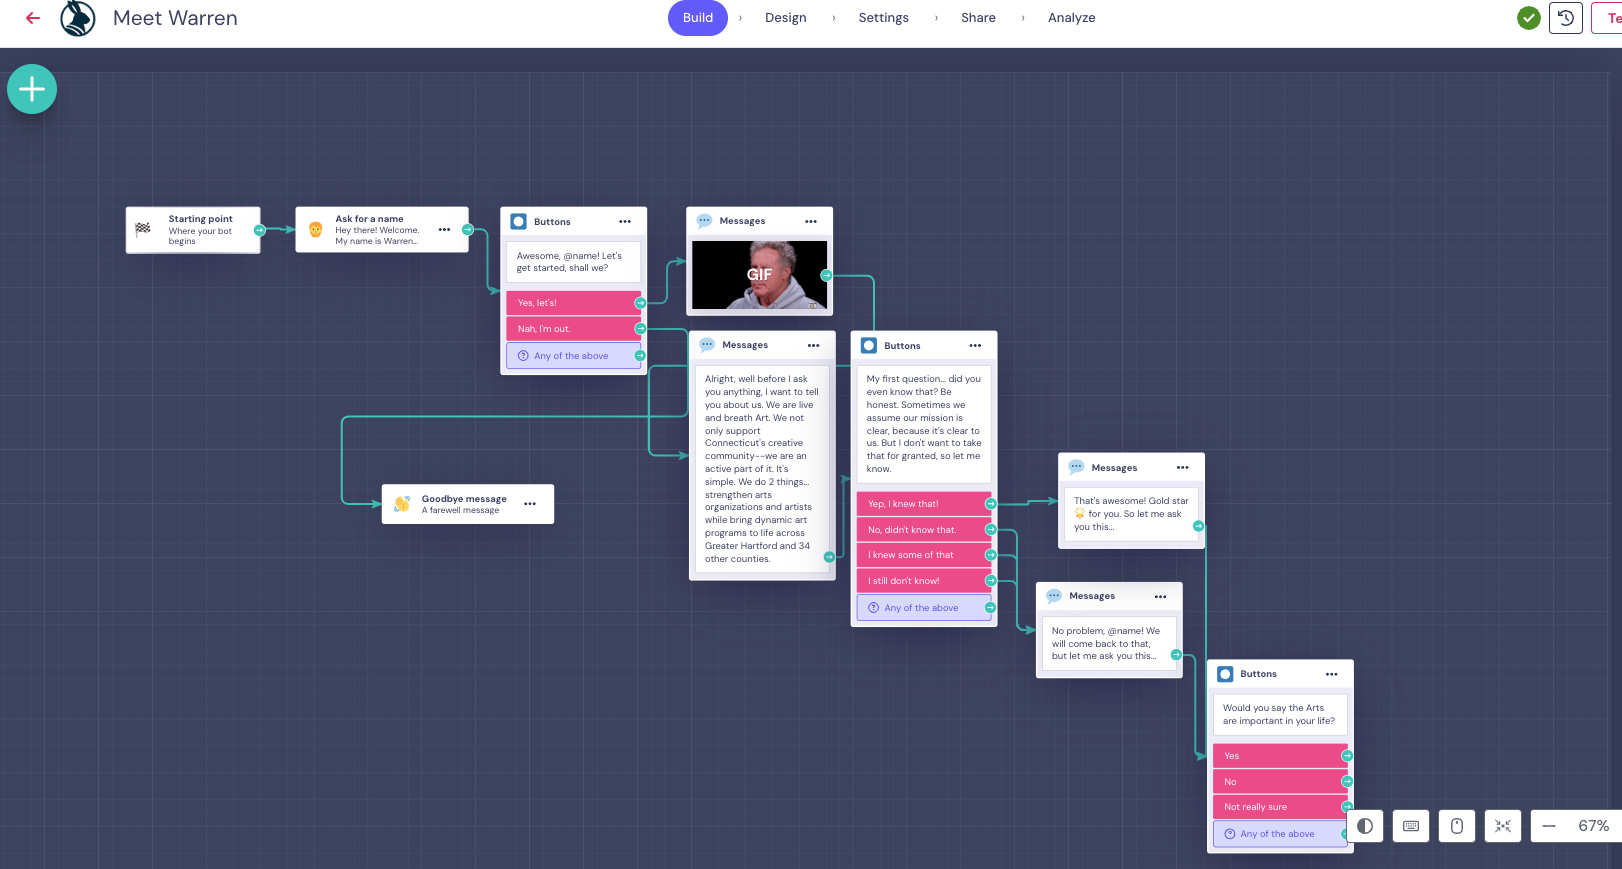 Meet Warren
Build
Design
Settings
Share
Analyze
Te
Starting point
Where your bot
begins
Ask for a name
Hey there! Welcome.
My name is Warren...
Buttons
Awesome, @name! Let's
get started, shall we?
Yes, let's!
Nah, I'm out.
Any of the above
Messages
GIF
Messages
Alright, well before I ask
you anything, I want to tell
you about us. We are live
and breath Art. We not
only support
Connecticut's creative
community--we are an
active part of it. It's
simple. We do 2 things...
strengthen arts
organizations and artists
while bring dynamic art
programs to life across
Greater Hartford and 34
other counties.
Buttons
My first question... did you
even know that? Be
honest. Sometimes we
assume our mission is
clear, because it's clear to
us. But I don't want to take
that for granted, so let me
know.
Yep, I knew that!
No, didn't know that.
I knew some of that
I still don't know!
Any of the above
Goodbye message
A farewell message
Messages
That's awesome! Gold star
for you. So let me ask
you this...
Messages
No problem, @name! We
will come back to that,
but let me ask you this...
Buttons
Would you say the Arts
are important in your life?
Yes
No
Not really sure
Any of the above
67%